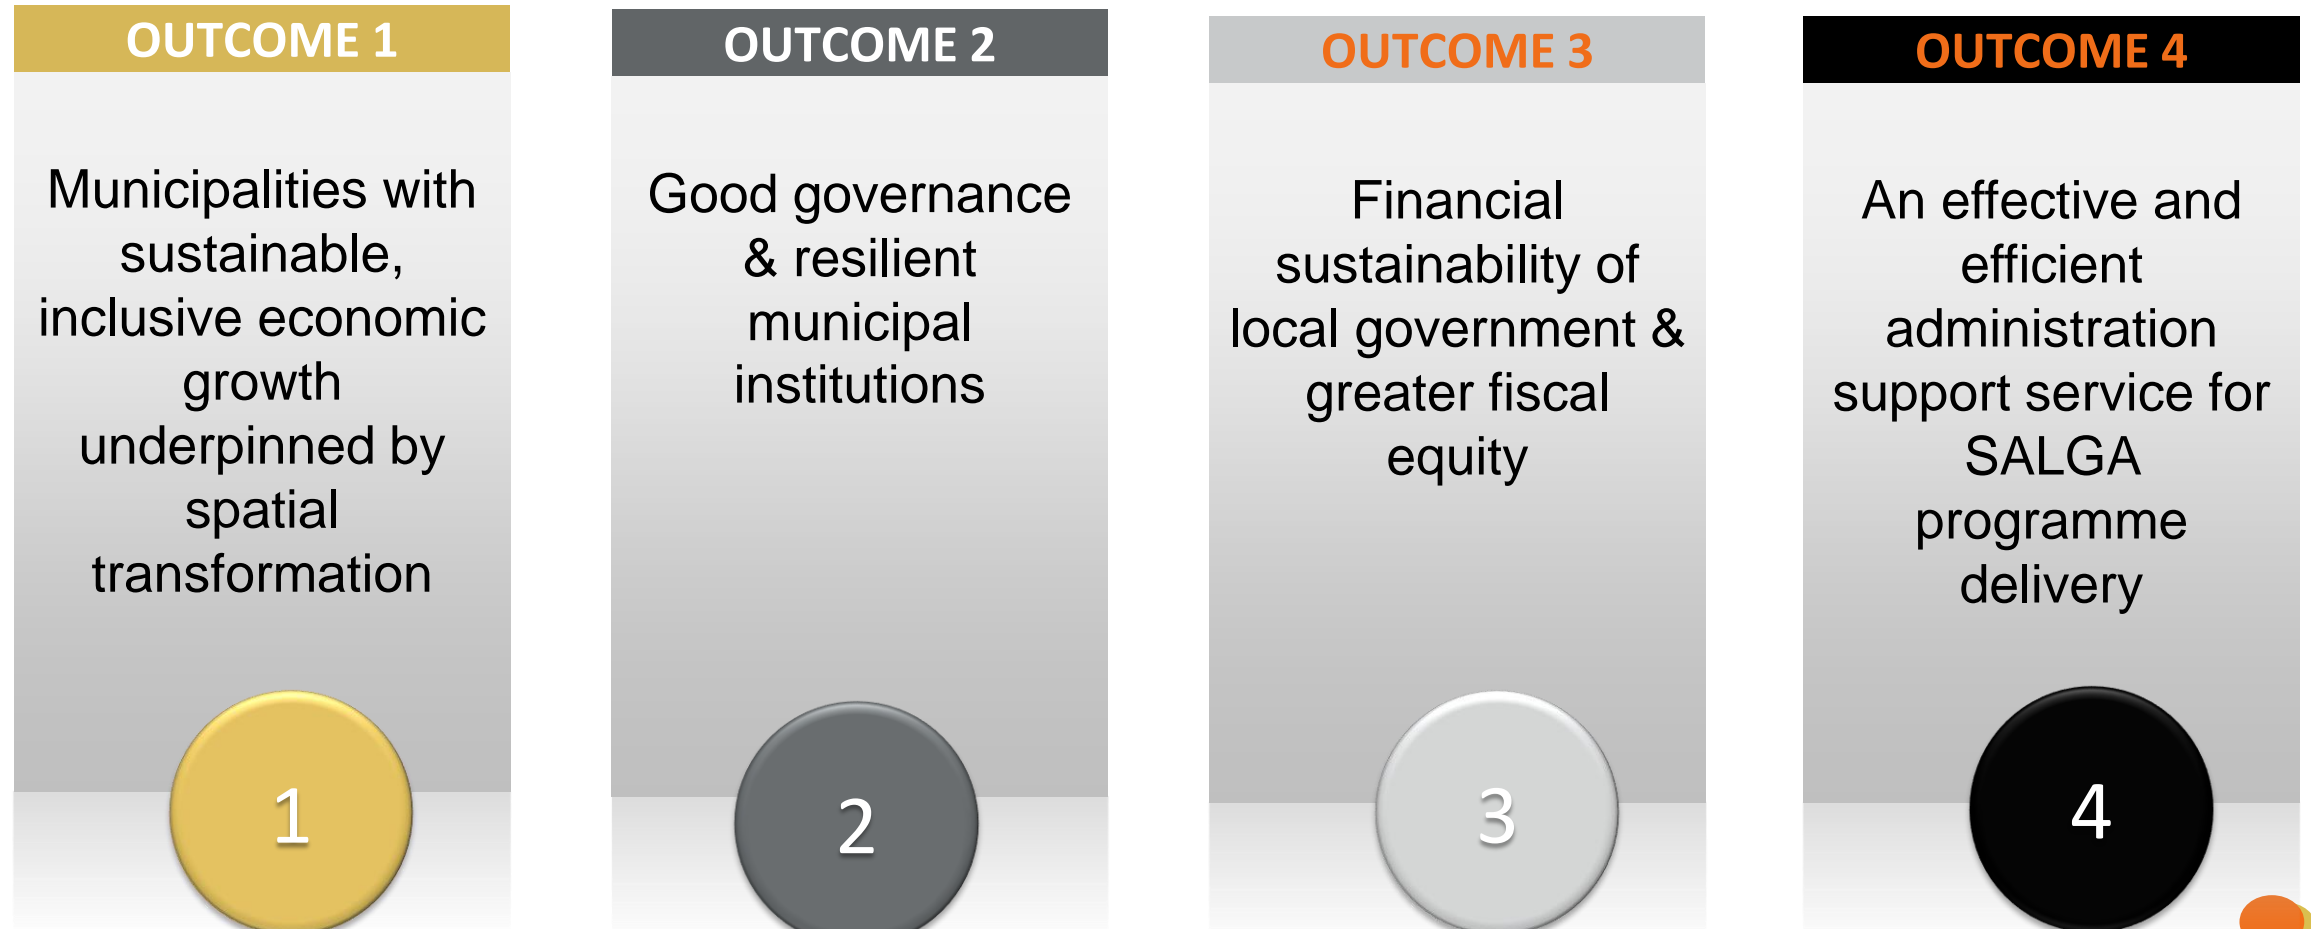 OUTCOME 1
Municipalities with
sustainable,
inclusive economic
growth
underpinned by
spatial
transformation
1
OUTCOME 2
Good governance
& resilient
municipal
institutions
2
OUTCOME 3
Financial
sustainability of
local government &
greater fiscal
equity
3
OUTCOME 4
An effective and
efficient
administration
support service for
SALGA
programme
delivery
4